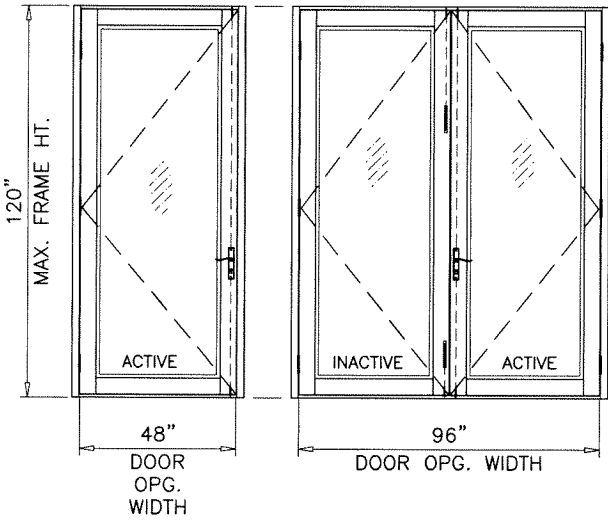 120"
MAX. FRAME HT.
ACTIVE
INACTIVE
ACTIVE
48"
DOOR
OPG.
WIDTH
96"
DOOR OPG. WIDTH